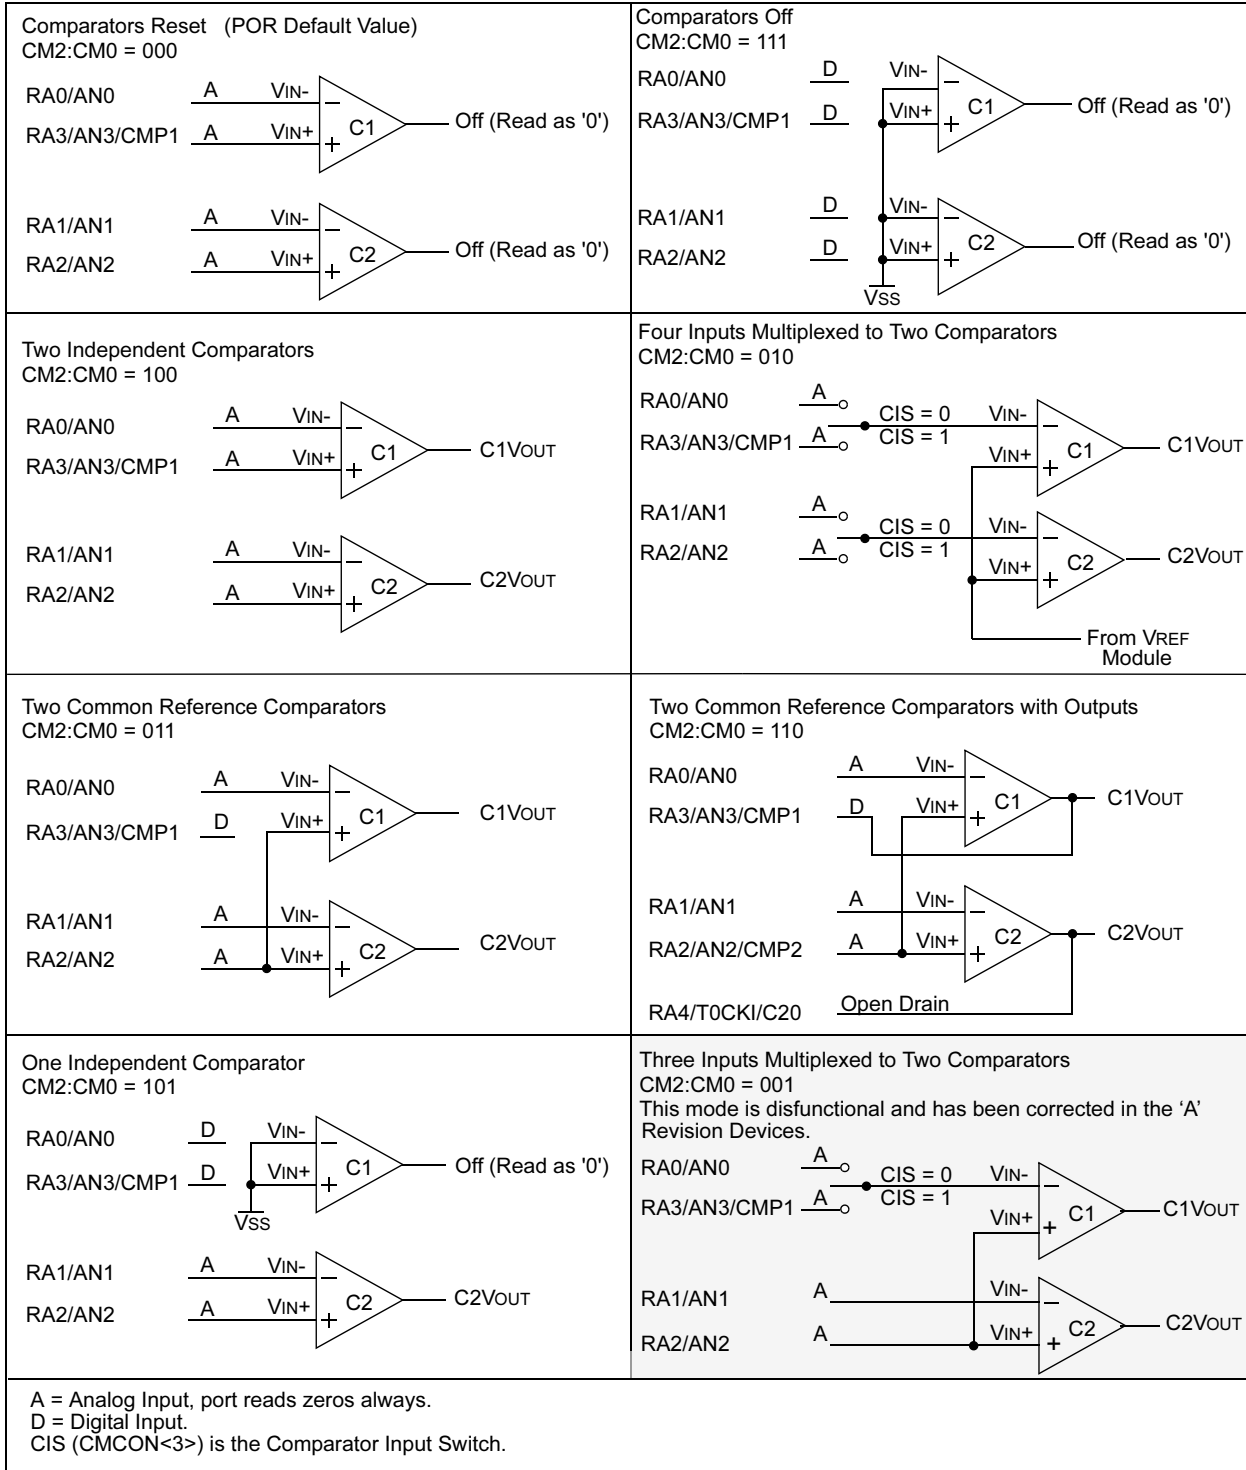 Comparators Reset (POR Default Value)
CM2:CM0 = 000
RA0/AN0 A VIN- −
RA3/AN3/CMP1 A VIN+ + C1 Off (Read as '0')
RA1/AN1 A VIN- −
RA2/AN2 A VIN+ + C2 Off (Read as '0')
Comparators Off
CM2:CM0 = 111
RA0/AN0 D VIN- −
RA3/AN3/CMP1 D VIN+ + C1 Off (Read as '0')
RA1/AN1 D VIN- −
RA2/AN2 D VIN+ + C2 Off (Read as '0')
VSS
Two Independent Comparators
CM2:CM0 = 100
RA0/AN0 A VIN- −
RA3/AN3/CMP1 A VIN+ + C1 C1VOUT
RA1/AN1 A VIN- −
RA2/AN2 A VIN+ + C2 C2VOUT
Four Inputs Multiplexed to Two Comparators
CM2:CM0 = 010
RA0/AN0 A CIS = 0 VIN- −
RA3/AN3/CMP1 A CIS = 1 VIN+ + C1 C1VOUT
RA1/AN1 A CIS = 0 VIN- −
RA2/AN2 A CIS = 1 VIN+ + C2 C2VOUT
From VREF
Module
Two Common Reference Comparators
CM2:CM0 = 011
RA0/AN0 A VIN- −
RA3/AN3/CMP1 D VIN+ + C1 C1VOUT
RA1/AN1 A VIN- −
RA2/AN2 A VIN+ + C2 C2VOUT
Two Common Reference Comparators with Outputs
CM2:CM0 = 110
RA0/AN0 A VIN- −
RA3/AN3/CMP1 D VIN+ + C1 C1VOUT
RA1/AN1 A VIN- −
RA2/AN2/CMP2 A VIN+ + C2 C2VOUT
RA4/T0CKI/C20 Open Drain
One Independent Comparator
CM2:CM0 = 101
RA0/AN0 D VIN- −
RA3/AN3/CMP1 D VIN+ + C1 Off (Read as '0')
VSS
RA1/AN1 A VIN- −
RA2/AN2 A VIN+ + C2 C2VOUT
Three Inputs Multiplexed to Two Comparators
CM2:CM0 = 001
This mode is disfunctional and has been corrected in the ‘A’
Revision Devices.
RA0/AN0 A CIS = 0 VIN- −
RA3/AN3/CMP1 A CIS = 1 VIN+ + C1 C1VOUT
RA1/AN1 A VIN- −
RA2/AN2 A VIN+ + C2 C2VOUT
A = Analog Input, port reads zeros always.
D = Digital Input.
CIS (CMCON<3>) is the Comparator Input Switch.